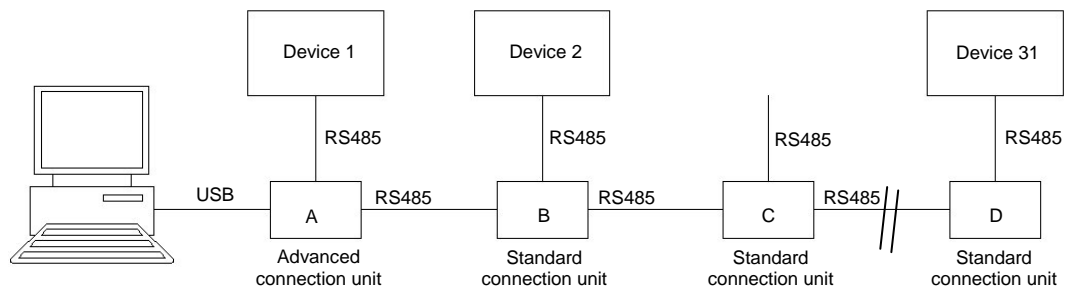 Device 1
Device 2
Device 31
RS485
RS485
RS485
RS485
USB
A
RS485
B
RS485
C
RS485
D
Advanced
connection unit
Standard
connection unit
Standard
connection unit
Standard
connection unit